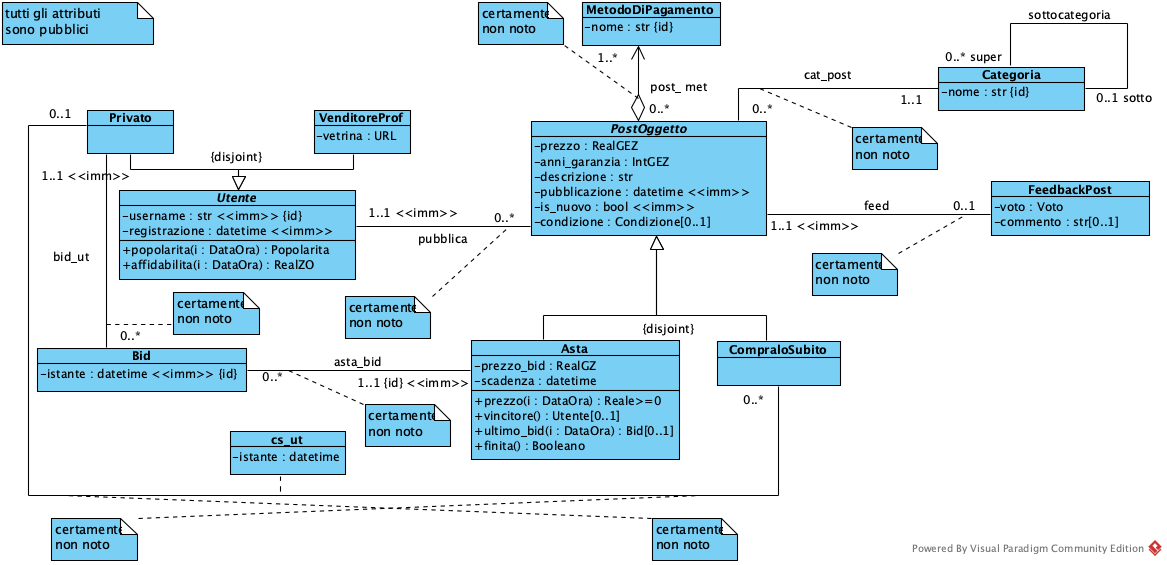 tutti gli attributi
sono pubblici
certamente
non noto
MetodoDiPagamento
-nome : str {id}
1..*
post_ met
0..*
sottocategoria
0..* super
Categoria
-nome : str {id}
0..1 sotto
cat_post
1..1
0..*
certamente
non noto
0..1
Privato
VenditoreProf
-vetrina : URL
{disjoint}
1..1 <<imm>>
Utente
-username : str <<imm>> {id}
-registrazione : datetime <<imm>>
+popolarita(i : DataOra) : Popolarita
+affidabilita(i : DataOra) : RealZO
1..1 <<imm>>
0..*
pubblica
PostOggetto
-prezzo : RealGEZ
-anni_garanzia : IntGEZ
-descrizione : str
-pubblicazione : datetime <<imm>>
-is_nuovo : bool <<imm>>
-condizione : Condizione[0..1]
feed
0..1
1..1 <<imm>>
FeedbackPost
-voto : Voto
-commento : str[0..1]
certamente
non noto
bid_ut
certamente
non noto
certamente
non noto
0..*
{disjoint}
Bid
-istante : datetime <<imm>> {id}
asta_bid
0..*
1..1 {id} <<imm>>
Asta
-prezzo_bid : RealGZ
-scadenza : datetime
+prezzo(i : DataOra) : Reale>=0
+vincitore() : Utente[0..1]
+ultimo_bid(i : DataOra) : Bid[0..1]
+finita() : Booleano
CompraloSubito
0..*
certamente
non noto
cs_ut
-istante : datetime
certamente
non noto
certamente
non noto
Powered By Visual Paradigm Community Edition